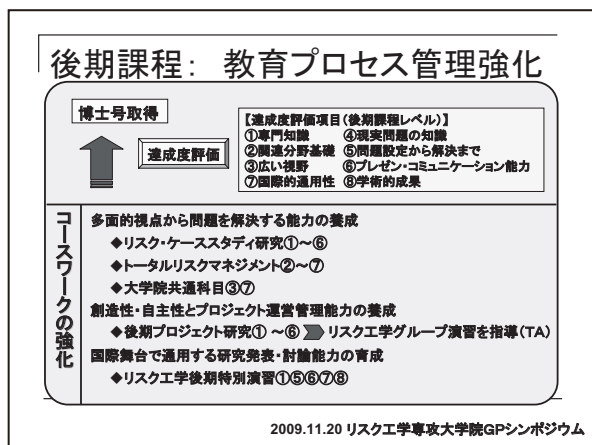 後期課程： 教育プロセス管理強化
博士号取得
達成度評価
【達成度評価項目（後期課程レベル）】
①専門知識 ④現実問題の知識
②関連分野基礎 ⑤問題設定から解決まで
③広い視野 ⑥プレゼン・コミュニケーション能力
⑦国際的通用性 ⑧学術的成果
コースワークの強化
多面的視点から問題を解決する能力の養成
◆リスク・ケーススタディ研究①～⑥
◆トータルリスクマネジメント②～⑦
◆大学院共通科目③⑦
創造性・自主性とプロジェクト運営管理能力の養成
◆後期プロジェクト研究① ～⑥ リスク工学グループ演習を指導（TA）
国際舞台で通用する研究発表・討論能力の育成
◆リスク工学後期特別演習①⑤⑥⑦⑧
2009.11.20 リスク工学専攻大学院GPシンポジウム